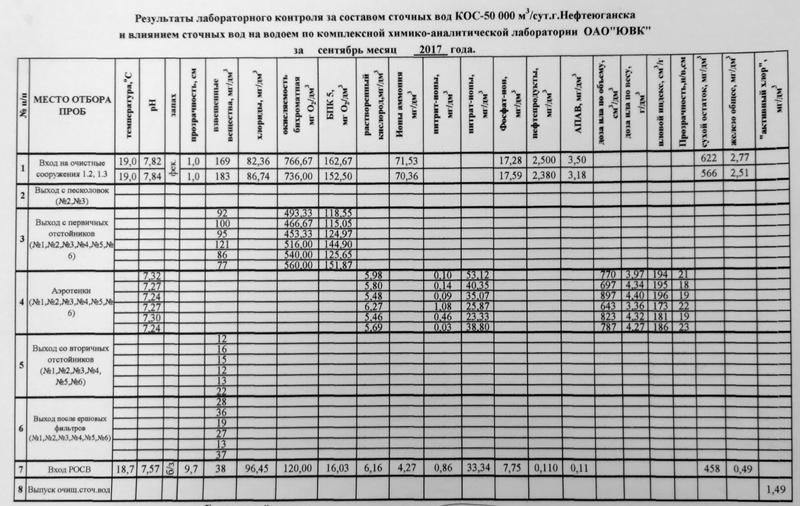 Результаты лабораторного контроля за составом сточных вод КОС-50 000 м³/сут.г.Нефтеюганска
и влиянием сточных вод на водоем по комплексной химико-аналитической лаборатории ОАО"ЮВК"
за сентябрь месяц 2017 года.
№ п/п МЕСТО ОТБОРА ПРОБ температура,°С pH запах прозрачность, см взвешенные вещества, мг/дм³ хлориды, мг/дм³ окисляемость бихроматная мг О₂/дм³ БПК 5, мг О₂/дм³ растворенный кислород,мг/дм³ Ионы аммония мг/дм³ нитрит-ионы, мг/дм³ нитрат-ионы, мг/дм³ Фосфат-ион, мг/дм³ нефтепродукты, мг/дм³ АПАВ, мг/дм³ доза ила по объему, см³/дм³ доза ила по весу, г/дм³ иловой индекс, см³/г Прозрачность,н/в,см сухой остаток, мг/дм³ железо общее, мг/дм³ "активный хлор", мг/дм³
1 Вход на очистные сооружения 1.2, 1.3 фек.
19,0 7,82 1,0 169 82,36 766,67 162,67 71,53 17,28 2,500 3,50 622 2,77
19,0 7,84 1,0 183 86,74 736,00 152,50 70,36 17,59 2,380 3,18 566 2,51
2 Выход с песколовок
(№2,№3)
3 Выход с первичных
отстойников
(№1,№2,№3,№4,№5,№
6)
92 493,33 118,55
100 466,67 115,05
95 453,33 124,97
121 516,00 144,90
86 540,00 125,65
77 560,00 151,87
4 Аэротенки
(№1,№2,№3,№4,№5,№
6)
7,32 5,98 0,10 53,12 770 3,97 194 21
7,27 5,80 0,14 40,35 697 4,34 195 18
7,24 5,48 0,09 35,07 897 4,40 196 19
7,27 6,27 1,08 25,87 643 3,36 173 22
7,30 5,46 0,46 23,33 823 4,32 181 19
7,24 5,69 0,03 38,80 787 4,27 186 23
5 Выход со вторичных
отстойников
(№1,№2,№3,№4,
№5,№6)
12
16
15
12
13
22
6 Выход после ершовых
фильтров
(№1,№2,№3,№4,№5,№6)
28
36
19
27
13
37
7 Вход РОСВ 18,7 7,57 б/з 9,7 38 96,45 120,00 16,03 6,16 4,27 0,86 33,34 7,75 0,110 0,11 458 0,49
8 Выпуск очищ.сточ.вод 1,49